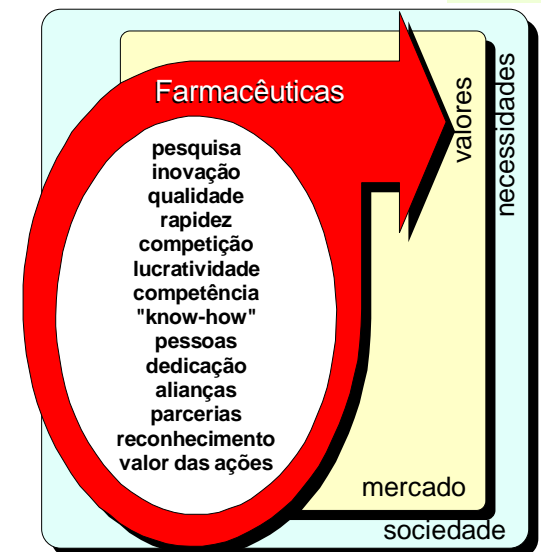 Farmacêuticas
pesquisa
inovação
qualidade
rapidez
competição
lucratividade
competência
"know-how"
pessoas
dedicação
alianças
parcerias
reconhecimento
valor das ações
valores
necessidades
mercado
sociedade